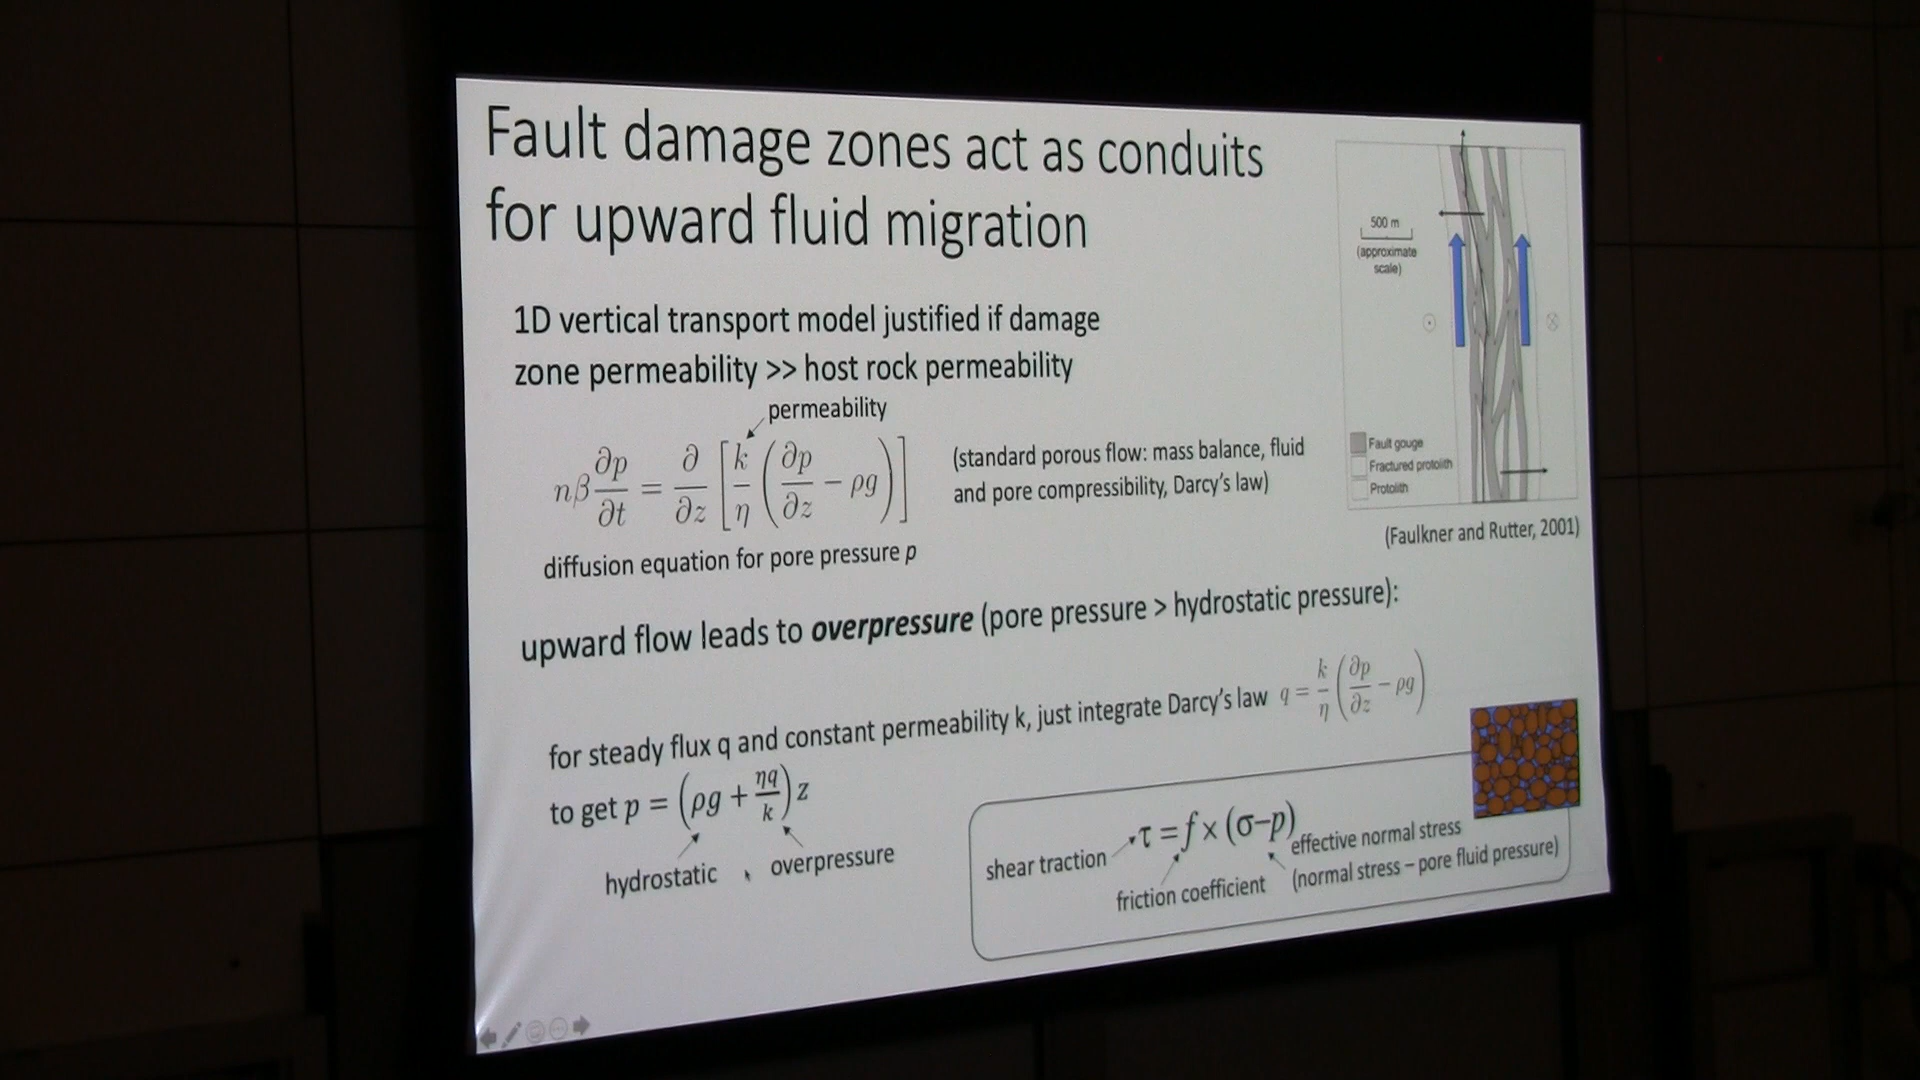 Fault damage zones act as conduits
for upward fluid migration
500 m
(approximate
scale)
1D vertical transport model justified if damage
zone permeability >> host rock permeability
permeability
nβ ∂p/∂t = ∂/∂z [ k/η ( ∂p/∂z − ρg ) ]
(standard porous flow: mass balance, fluid
and pore compressibility, Darcy's law)
Fault gouge
Fractured protolith
Protolith
(Faulkner and Rutter, 2001)
diffusion equation for pore pressure p
upward flow leads to overpressure (pore pressure > hydrostatic pressure):
for steady flux q and constant permeability k, just integrate Darcy's law q = k/η ( ∂p/∂z − ρg )
to get p = ( ρg + ηq/k ) z
hydrostatic
overpressure
τ = f × (σ−p)
shear traction
friction coefficient
effective normal stress
(normal stress – pore fluid pressure)